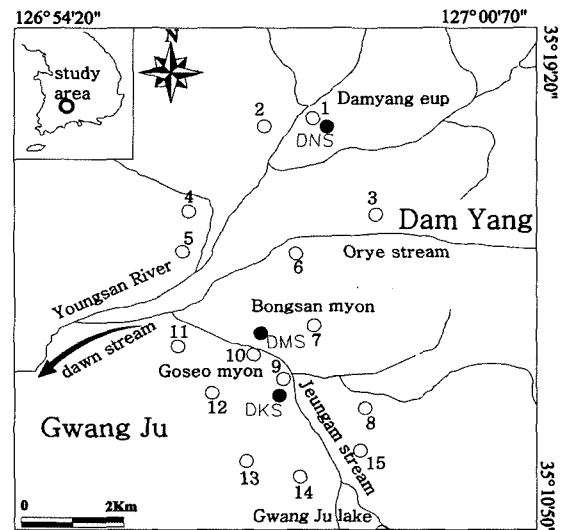 126° 54'20"
127° 00'70"
N
35° 19'20"
study
area
1
2
Damyang eup
DNS
4
3
Dam Yang
5
Orye stream
6
Youngsan River
Bongsan myon
11
DMS
7
dawn stream
10
Goseo myon
9
Jeungam stream
12
DKS
8
Gwang Ju
15
13
14
35° 10'50"
0
2Km
Gwang Ju lake